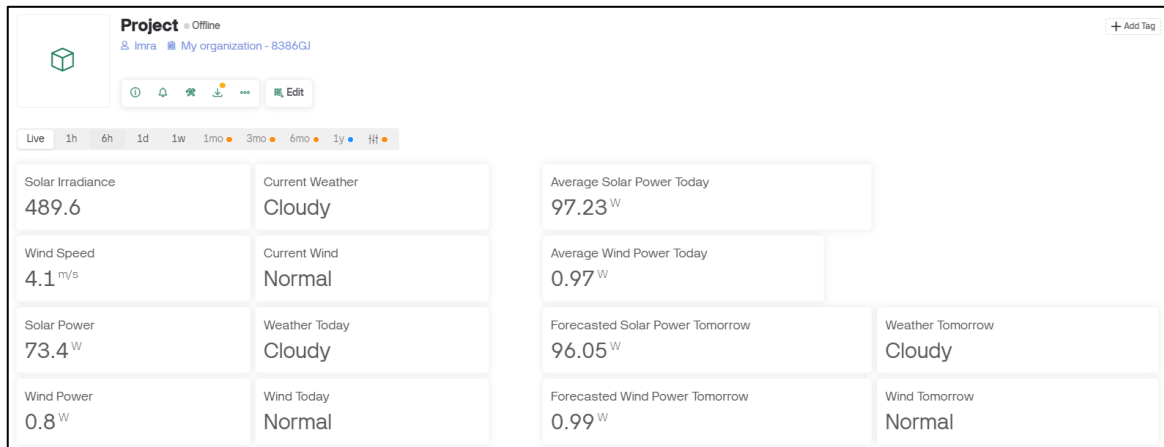 Project Offline
+ Add Tag
Imra My organization - 8386GJ
Edit
Live 1h 6h 1d 1w 1mo 3mo 6mo 1y
Solar Irradiance
489.6
Current Weather
Cloudy
Average Solar Power Today
97.23 W
Wind Speed
4.1 m/s
Current Wind
Normal
Average Wind Power Today
0.97 W
Solar Power
73.4 W
Weather Today
Cloudy
Forecasted Solar Power Tomorrow
96.05 W
Weather Tomorrow
Cloudy
Wind Power
0.8 W
Wind Today
Normal
Forecasted Wind Power Tomorrow
0.99 W
Wind Tomorrow
Normal